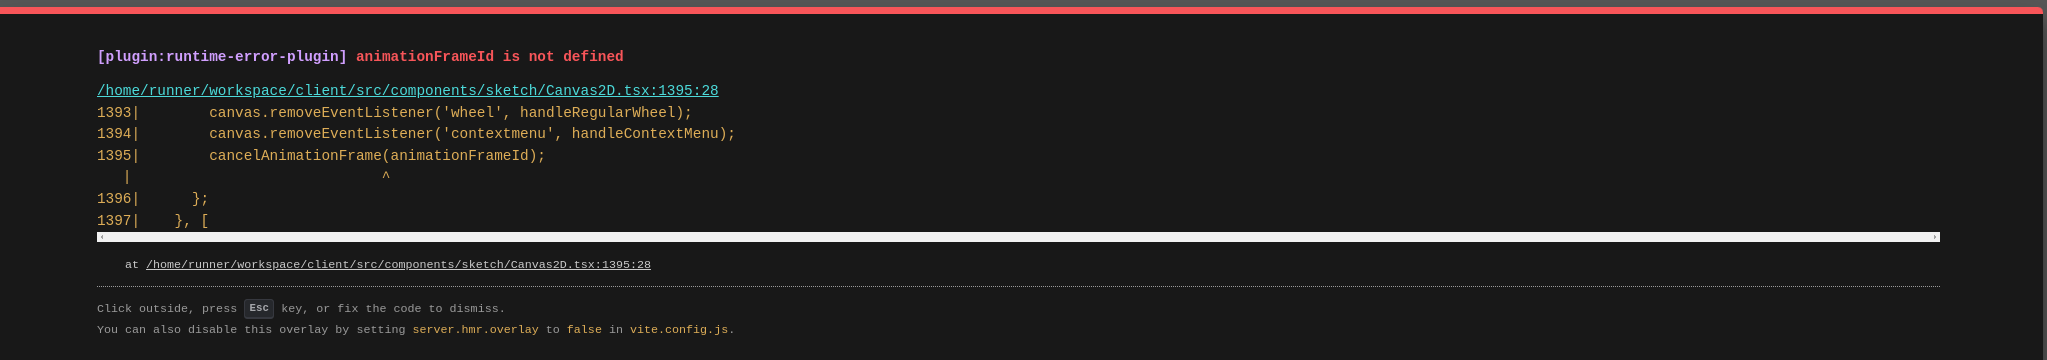 [plugin:runtime-error-plugin] animationFrameId is not defined
/home/runner/workspace/client/src/components/sketch/Canvas2D.tsx:1395:28
1393|        canvas.removeEventListener('wheel', handleRegularWheel);
1394|        canvas.removeEventListener('contextmenu', handleContextMenu);
1395|        cancelAnimationFrame(animationFrameId);
   |                             ^
1396|      };
1397|    }, [
at /home/runner/workspace/client/src/components/sketch/Canvas2D.tsx:1395:28
Click outside, press Esc key, or fix the code to dismiss.
You can also disable this overlay by setting server.hmr.overlay to false in vite.config.js.